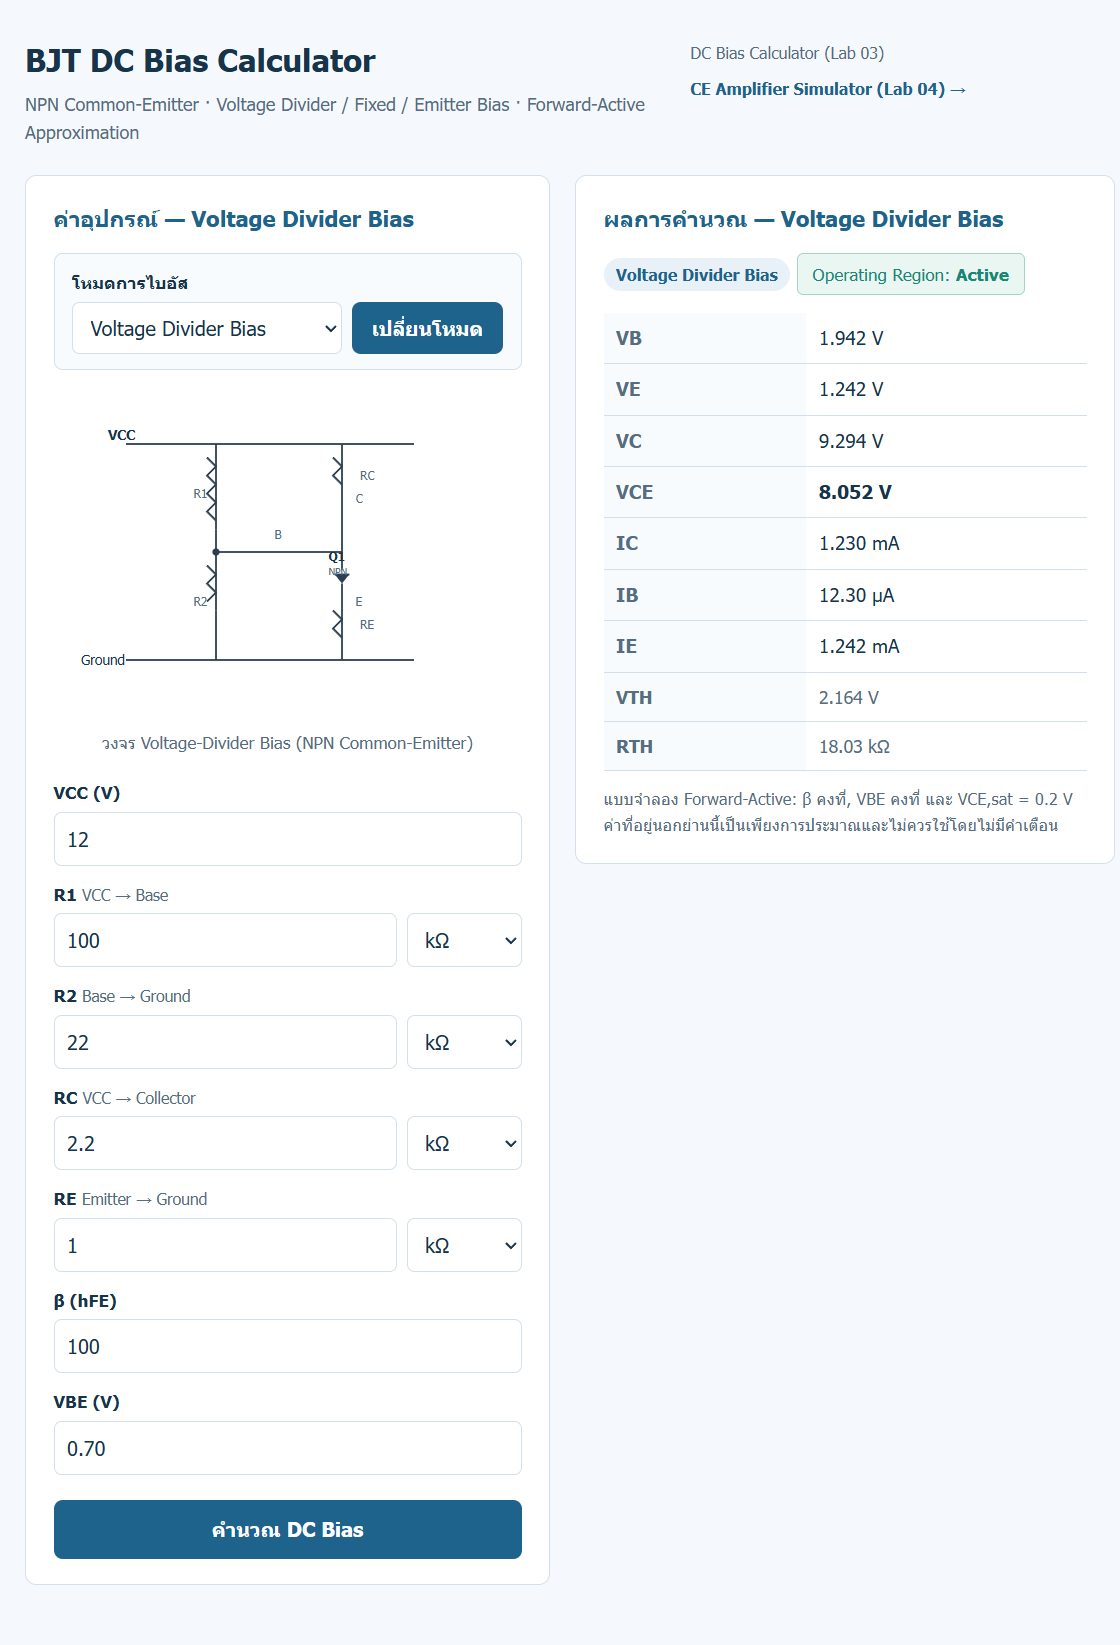 BJT DC Bias Calculator
NPN Common-Emitter · Voltage Divider / Fixed / Emitter Bias · Forward-Active
Approximation
DC Bias Calculator (Lab 03)
CE Amplifier Simulator (Lab 04) →
ค่าอุปกรณ์ — Voltage Divider Bias
โหมดการไบอัส
Voltage Divider Bias
เปลี่ยนโหมด
VCC
R1
RC
C
B
Q1
NPN
R2
E
RE
Ground
วงจร Voltage-Divider Bias (NPN Common-Emitter)
VCC (V)
12
R1 VCC → Base
100 kΩ
R2 Base → Ground
22 kΩ
RC VCC → Collector
2.2 kΩ
RE Emitter → Ground
1 kΩ
β (hFE)
100
VBE (V)
0.70
คำนวณ DC Bias
ผลการคำนวณ — Voltage Divider Bias
Voltage Divider Bias
Operating Region: Active
VB 1.942 V
VE 1.242 V
VC 9.294 V
VCE 8.052 V
IC 1.230 mA
IB 12.30 µA
IE 1.242 mA
VTH 2.164 V
RTH 18.03 kΩ
แบบจำลอง Forward-Active: β คงที่, VBE คงที่ และ VCE,sat = 0.2 V
ค่าที่อยู่นอกย่านนี้เป็นเพียงการประมาณและไม่ควรใช้โดยไม่มีคำเตือน